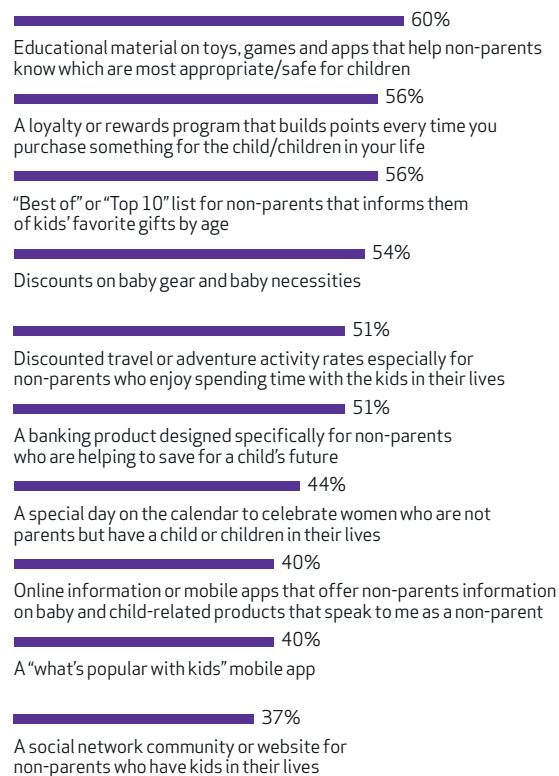 60%
Educational material on toys, games and apps that help non-parents
know which are most appropriate/safe for children
56%
A loyalty or rewards program that builds points every time you
purchase something for the child/children in your life
56%
“Best of” or “Top 10” list for non-parents that informs them
of kids’ favorite gifts by age
54%
Discounts on baby gear and baby necessities
51%
Discounted travel or adventure activity rates especially for
non-parents who enjoy spending time with the kids in their lives
51%
A banking product designed specifically for non-parents
who are helping to save for a child’s future
44%
A special day on the calendar to celebrate women who are not
parents but have a child or children in their lives
40%
Online information or mobile apps that offer non-parents information
on baby and child-related products that speak to me as a non-parent
40%
A “what’s popular with kids” mobile app
37%
A social network community or website for
non-parents who have kids in their lives